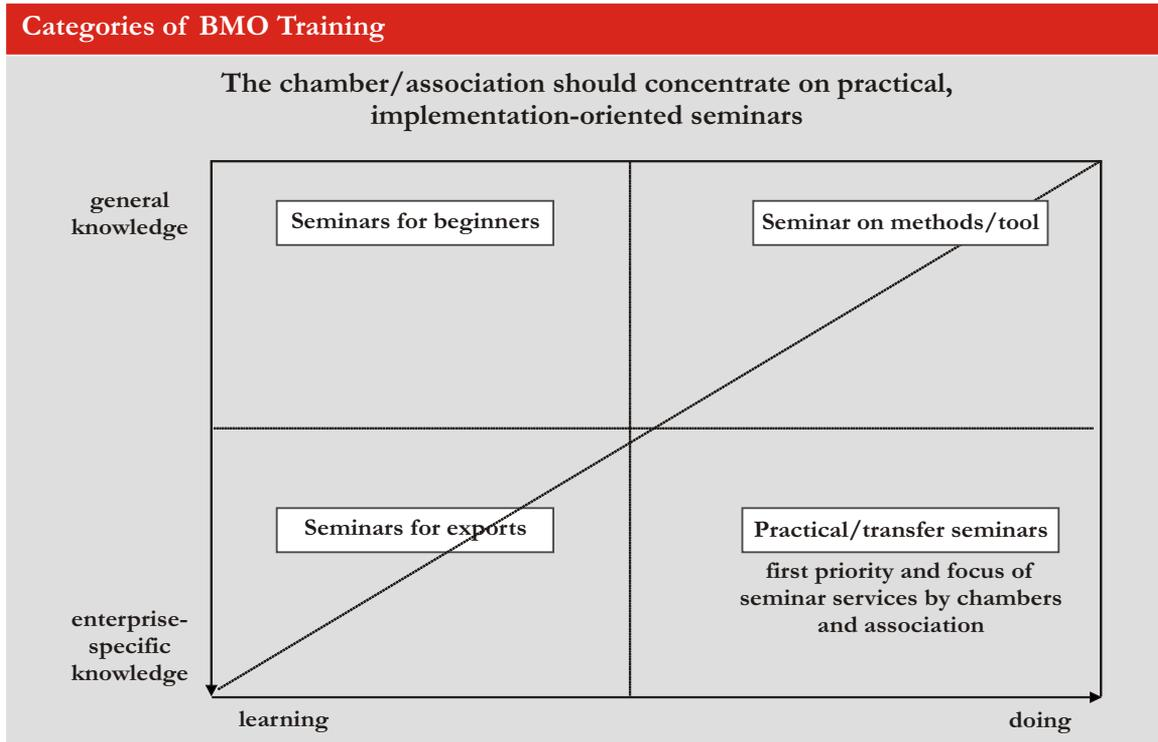 Categories of BMO Training
The chamber/association should concentrate on practical,
implementation-oriented seminars
general
knowledge
Seminars for beginners
Seminar on methods/tool
Seminars for exports
Practical/transfer seminars
first priority and focus of
seminar services by chambers
and association
enterprise-
specific
knowledge
learning
doing